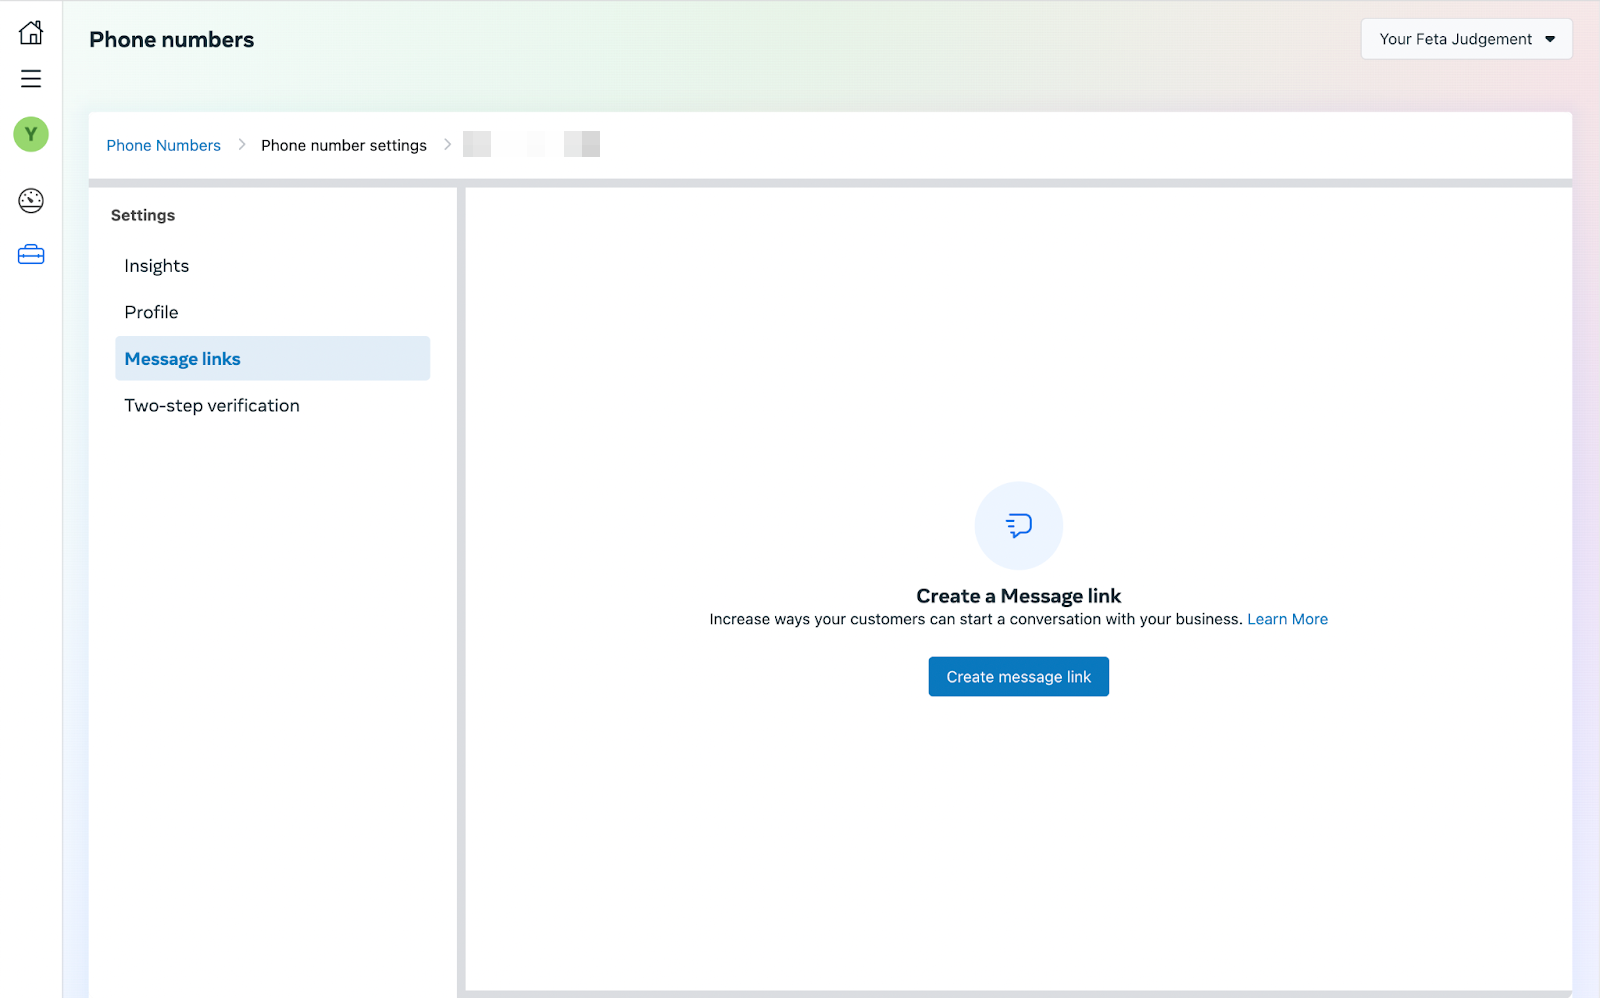 Phone numbers
Your Feta Judgement
Y
Phone Numbers > Phone number settings >
Settings
Insights
Profile
Message links
Two-step verification
Create a Message link
Increase ways your customers can start a conversation with your business. Learn More
Create message link